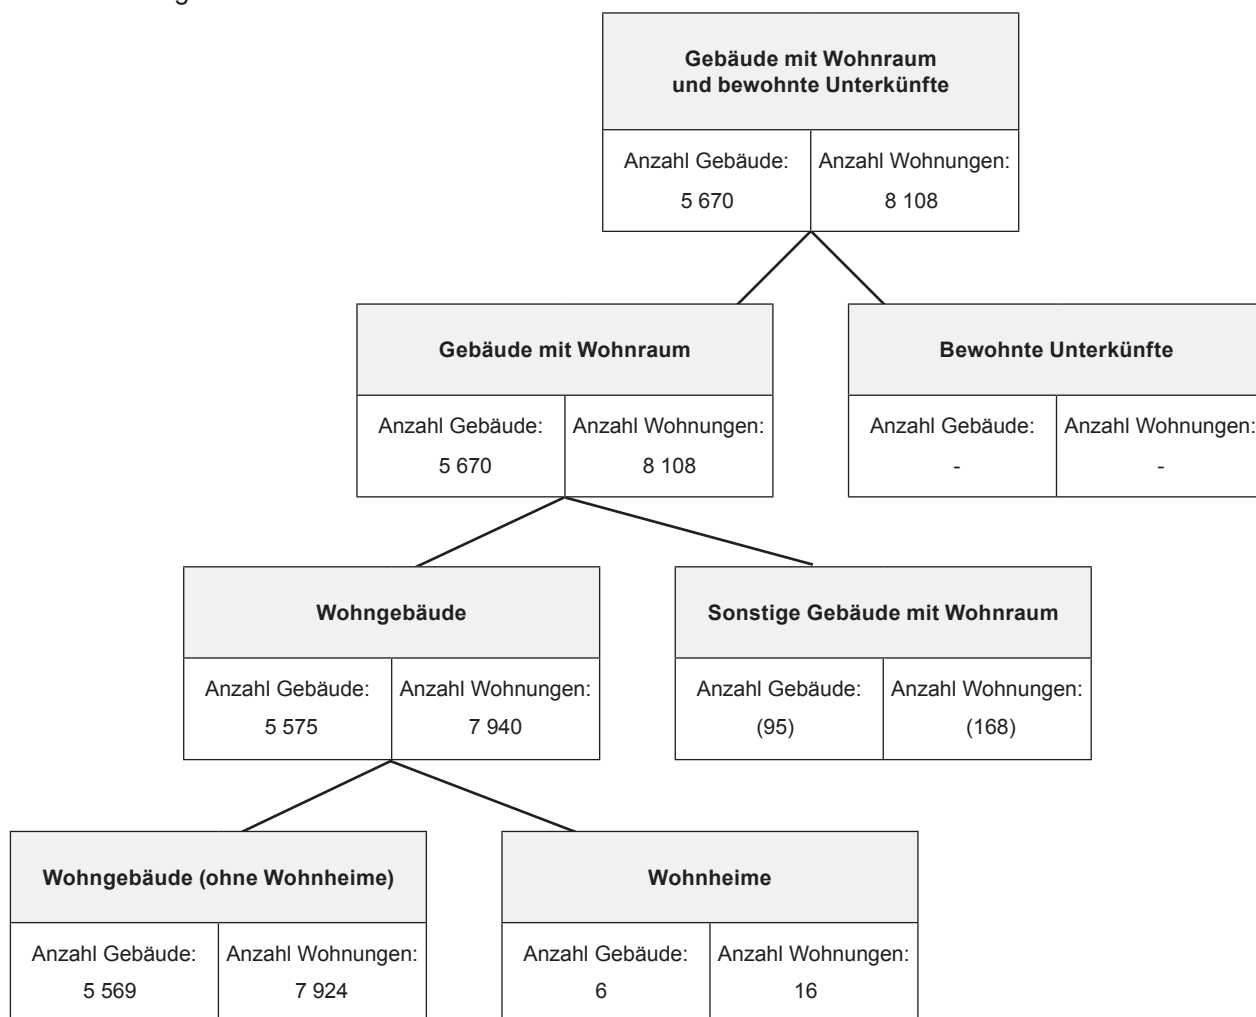 Gebäude mit Wohnraum
und bewohnte Unterkünfte
Anzahl Gebäude: Anzahl Wohnungen:
5 670 8 108
Gebäude mit Wohnraum Bewohnte Unterkünfte
Anzahl Gebäude: Anzahl Wohnungen: Anzahl Gebäude: Anzahl Wohnungen:
5 670 8 108 - -
Wohngebäude Sonstige Gebäude mit Wohnraum
Anzahl Gebäude: Anzahl Wohnungen: Anzahl Gebäude: Anzahl Wohnungen:
5 575 7 940 (95) (168)
Wohngebäude (ohne Wohnheime) Wohnheime
Anzahl Gebäude: Anzahl Wohnungen: Anzahl Gebäude: Anzahl Wohnungen:
5 569 7 924 6 16